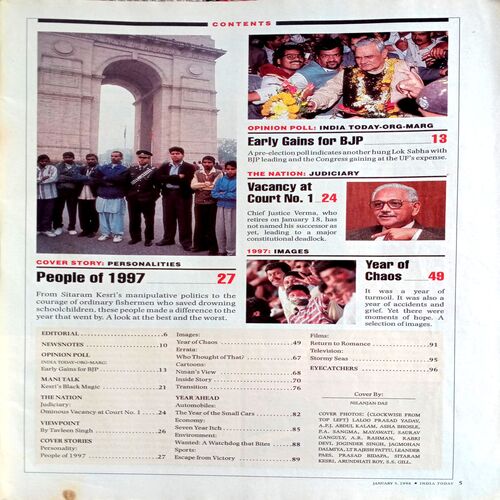 CONTENTS
OPINION POLL: INDIA TODAY-ORG-MARG
Early Gains for BJP 13
A pre-election poll indicates another hung Lok Sabha with
BJP leading and the Congress gaining at the UF's expense.
THE NATION: JUDICIARY
Vacancy at
Court No. 1 24
Chief Justice Verma, who
retires on January 18, has
not named his successor as
yet, leading to a major
constitutional deadlock.
COVER STORY: PERSONALITIES
People of 1997 27
From Sitaram Kesri's manipulative politics to the
courage of ordinary fishermen who saved drowning
schoolchildren, these people made a difference to the
year that went by. A look at the best and the worst.
1997: IMAGES
Year of
Chaos 49
It was a year of
turmoil. It was also a
year of accidents and
grief. Yet there were
moments of hope. A
selection of images.
EDITORIAL 6
NEWSNOTES 10
OPINION POLL
INDIA TODAY-ORG-MARG
Early Gains for BJP 13
MANI TALK
Kesri's Black Magic 21
THE NATION
Judiciary:
Ominous Vacancy at Court No. 1 24
VIEWPOINT
By Tavleen Singh 26
COVER STORIES
Personality:
People of 1997 27
Images:
Year of Chaos 49
Errata:
Who Thought of That? 67
Cartoons:
Ninan's View 68
Inside Story 70
Transition 76
YEAR AHEAD
Automobiles:
The Year of the Small Cars 82
Economy:
Seven Year Itch 85
Environment:
Wanted: A Watchdog that Bites 88
Sports:
Escape from Victory 89
Films:
Return to Romance 91
Television:
Stormy Seas 95
EYECATCHERS 96
Cover By:
NILANJAN DAS
COVER PHOTOS: (CLOCKWISE FROM
TOP LEFT) LALOO PRASAD YADAV,
A.P.J. ABDUL KALAM, ASHA BHOSLE,
P.A. SANGMA, MAYAWATI, SAURAV
GANGULY, A.R. RAHMAN, RABRI
DEVI, JOGINDER SINGH, JAGMOHAN
DALMIYA, LT RAJESH PATTU, LEANDER
PAES, PRASAD BIDAPA, SITARAM
KESRI, ARUNDHATI ROY, S.S. GILL.
JANUARY 5, 1998 • INDIA TODAY 5